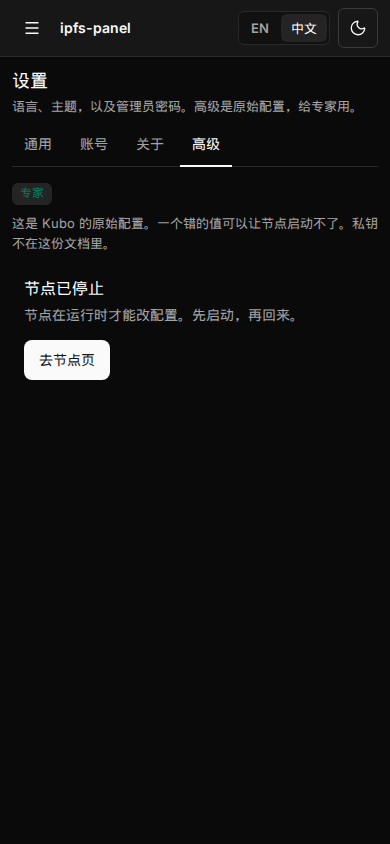 ipfs-panel
EN
中文
设置
语言、主题，以及管理员密码。高级是原始配置，给专家用。
通用
账号
关于
高级
专家
这是 Kubo 的原始配置。一个错的值可以让节点启动不了。私钥
不在这份文档里。
节点已停止
节点在运行时才能改配置。先启动，再回来。
去节点页